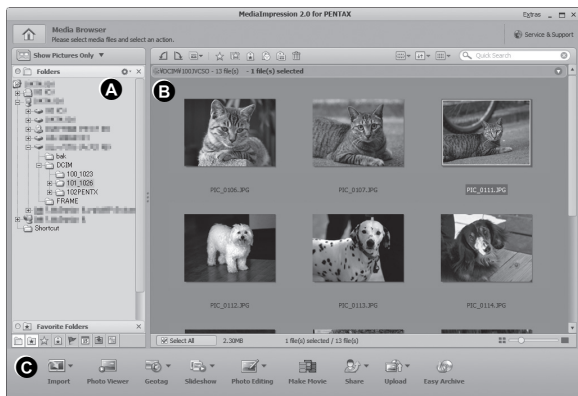 MediaImpression 2.0 for PENTAX
Extras
Media Browser
Please select media files and select an action.
Service & Support
Show Pictures Only
Quick Search
Folders
A
B
1 file(s) selected
bak
DCIM
100_1023
101_1026
102PENTX
FRAME
Shortcut
PIC_0106.JPG PIC_0107.JPG PIC_0111.JPG
PIC_0112.JPG PIC_0113.JPG PIC_0114.JPG
Favorite Folders
Select All 2.30MB 1 file(s) selected / 13 file(s)
C
Import Photo Viewer Geotag Slideshow Photo Editing Make Movie Share Upload Easy Archive